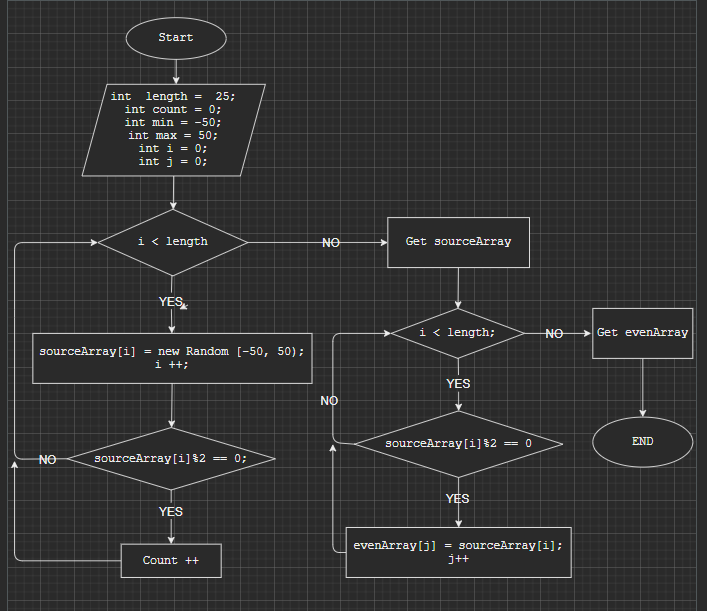 Start
int length = 25;
int count = 0;
int min = -50;
int max = 50;
int i = 0;
int j = 0;
i < length
NO
Get sourceArray
YES
sourceArray[i] = new Random [-50, 50);
i ++;
i < length;
NO
Get evenArray
YES
NO
sourceArray[i]%2 == 0
END
sourceArray[i]%2 == 0;
NO
YES
YES
evenArray[j] = sourceArray[i];
j++
Count ++